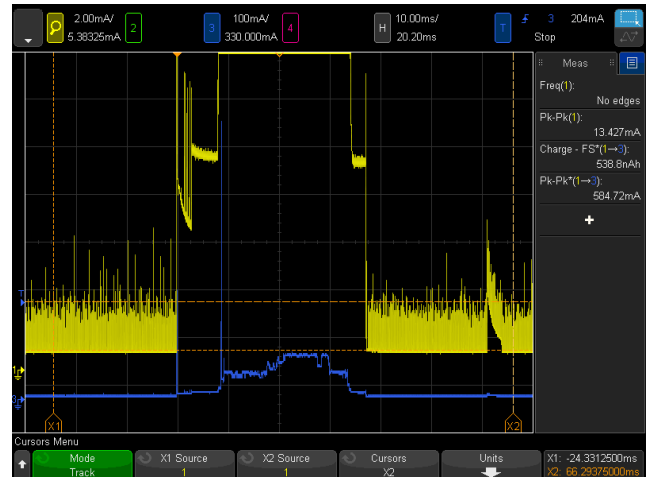 2.00mA/ 100mA/ 10.00ms/ 3 204mA
2 3 4 H T
5.38325mA 330.000mA 20.20ms Stop
Meas
Freq(1):
No edges
Pk-Pk(1):
13.427mA
Charge - FS*(1→3):
538.8nAh
Pk-Pk*(1→3):
584.72mA
+
T
1
3
X1 X2
Cursors Menu
Mode X1 Source X2 Source Cursors Units X1: -24.3312500ms
Track 1 1 X2 X2: 66.29375000ms